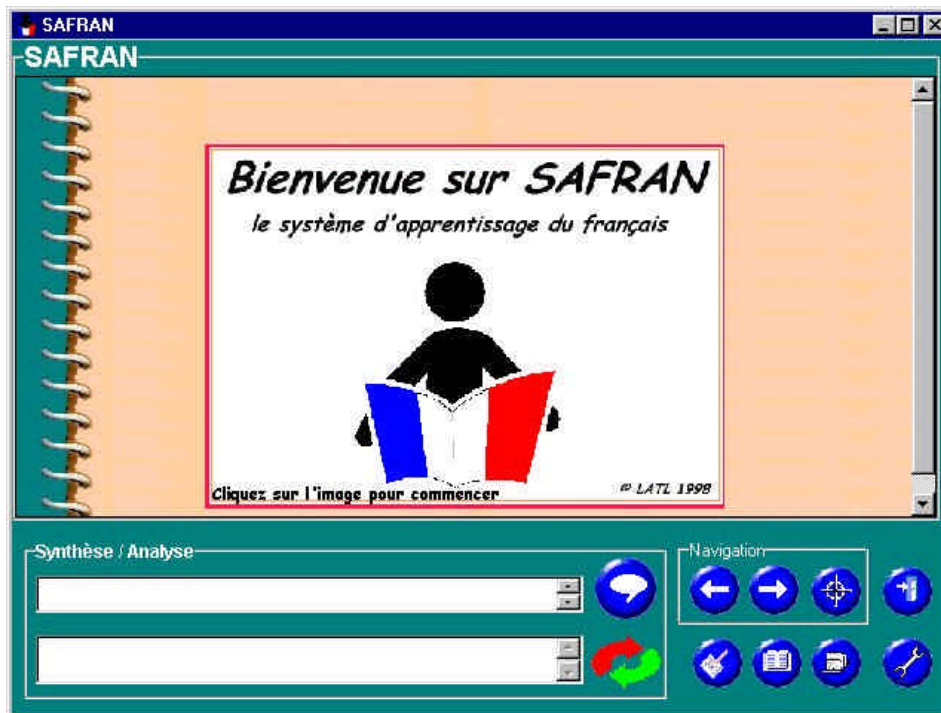 SAFRAN
SAFRAN
Bienvenue sur SAFRAN
le système d'apprentissage du français
Cliquez sur l'image pour commencer
© LATL 1998
Synthèse / Analyse
Navigation